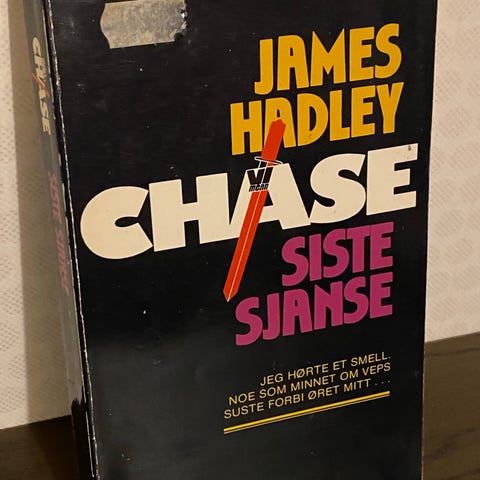 JAMES
HADLEY
CHASE
SISTE
SJANSE
JEG HØRTE ET SMELL.
NOE SOM MINNET OM VEPS
SUSTE FORBI ØRET MITT . . .
CHASE
SISTE SJANSE